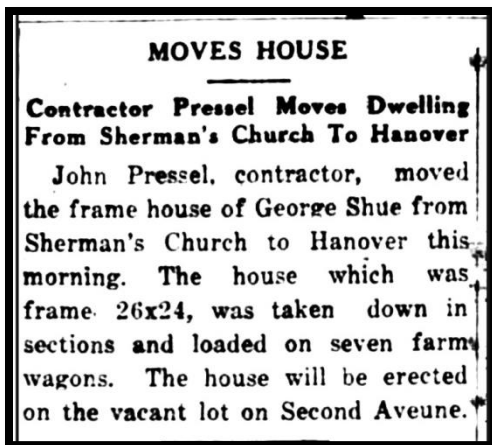 MOVES HOUSE
Contractor Pressel Moves Dwelling
From Sherman's Church To Hanover
John Pressel, contractor, moved
the frame house of George Shue from
Sherman's Church to Hanover this
morning. The house which was
frame 26x24, was taken down in
sections and loaded on seven farm
wagons. The house will be erected
on the vacant lot on Second Aveune.